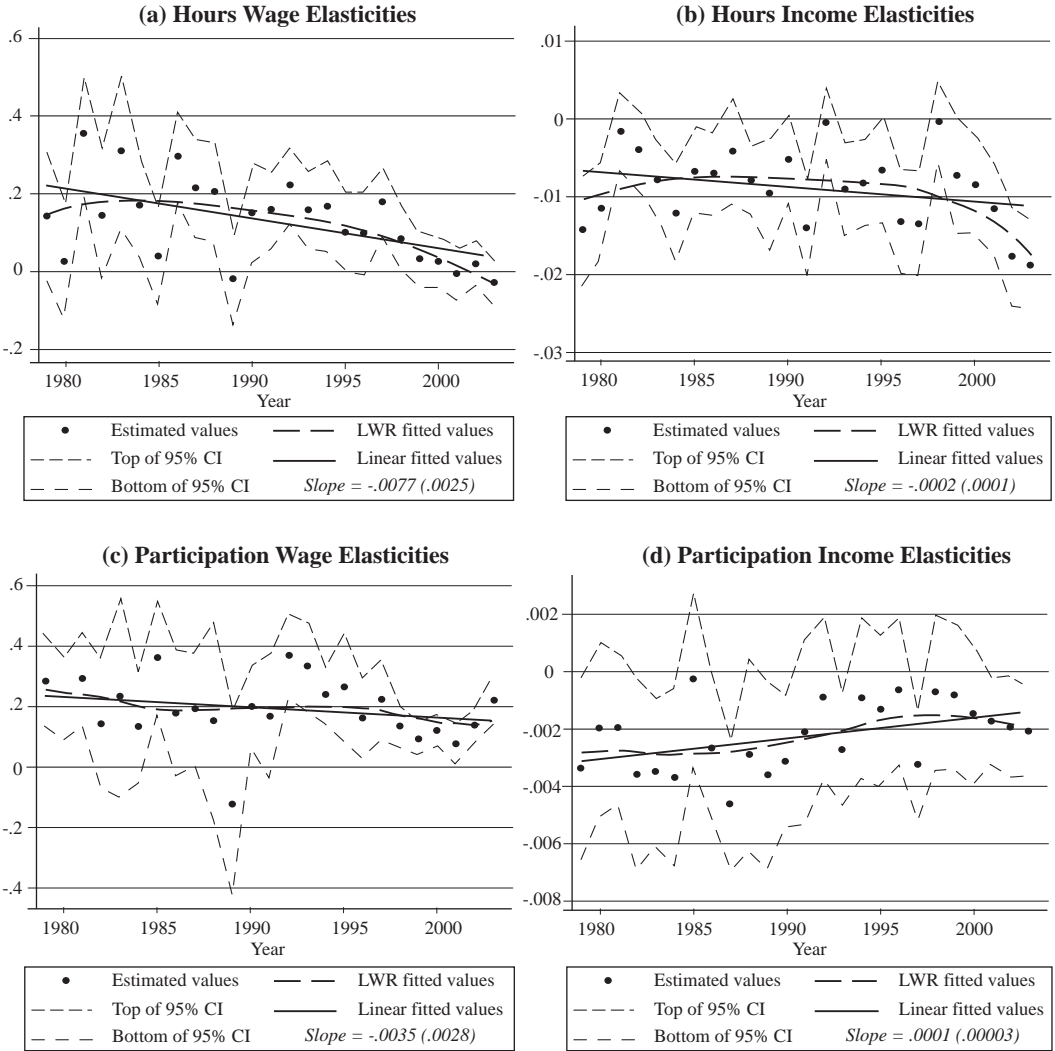 (a) Hours Wage Elasticities
.6
.4
.2
0
-.2
1980 1985 1990 1995 2000
Year
Estimated values LWR fitted values
Top of 95% CI Linear fitted values
Bottom of 95% CI Slope = -.0077 (.0025)
(b) Hours Income Elasticities
.01
0
-.01
-.02
-.03
1980 1985 1990 1995 2000
Year
Estimated values LWR fitted values
Top of 95% CI Linear fitted values
Bottom of 95% CI Slope = -.0002 (.0001)
(c) Participation Wage Elasticities
.6
.4
.2
0
-.2
-.4
1980 1985 1990 1995 2000
Year
Estimated values LWR fitted values
Top of 95% CI Linear fitted values
Bottom of 95% CI Slope = -.0035 (.0028)
(d) Participation Income Elasticities
.002
0
-.002
-.004
-.006
-.008
1980 1985 1990 1995 2000
Year
Estimated values LWR fitted values
Top of 95% CI Linear fitted values
Bottom of 95% CI Slope = .0001 (.00003)